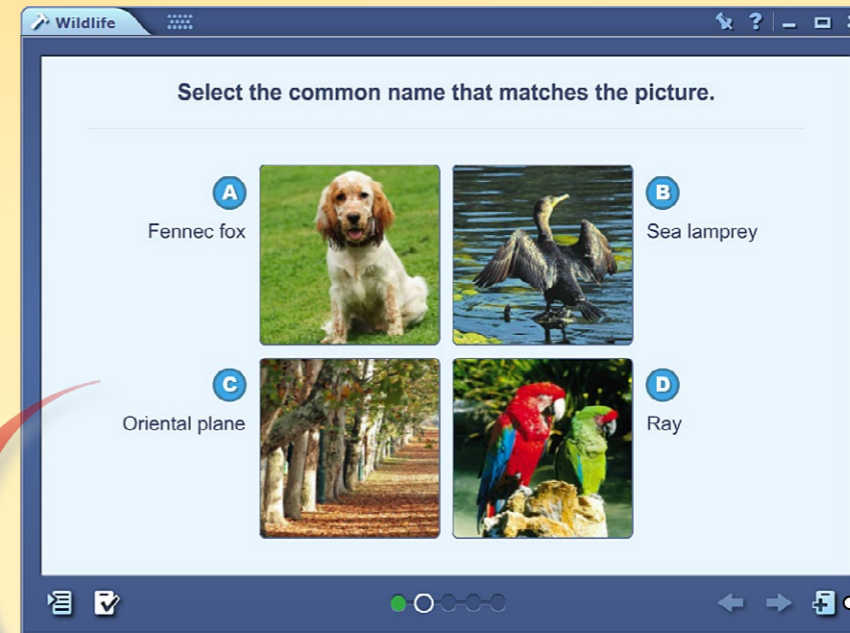 Wildlife
?
Select the common name that matches the picture.
A
Fennec fox
B
Sea lamprey
C
Oriental plane
D
Ray